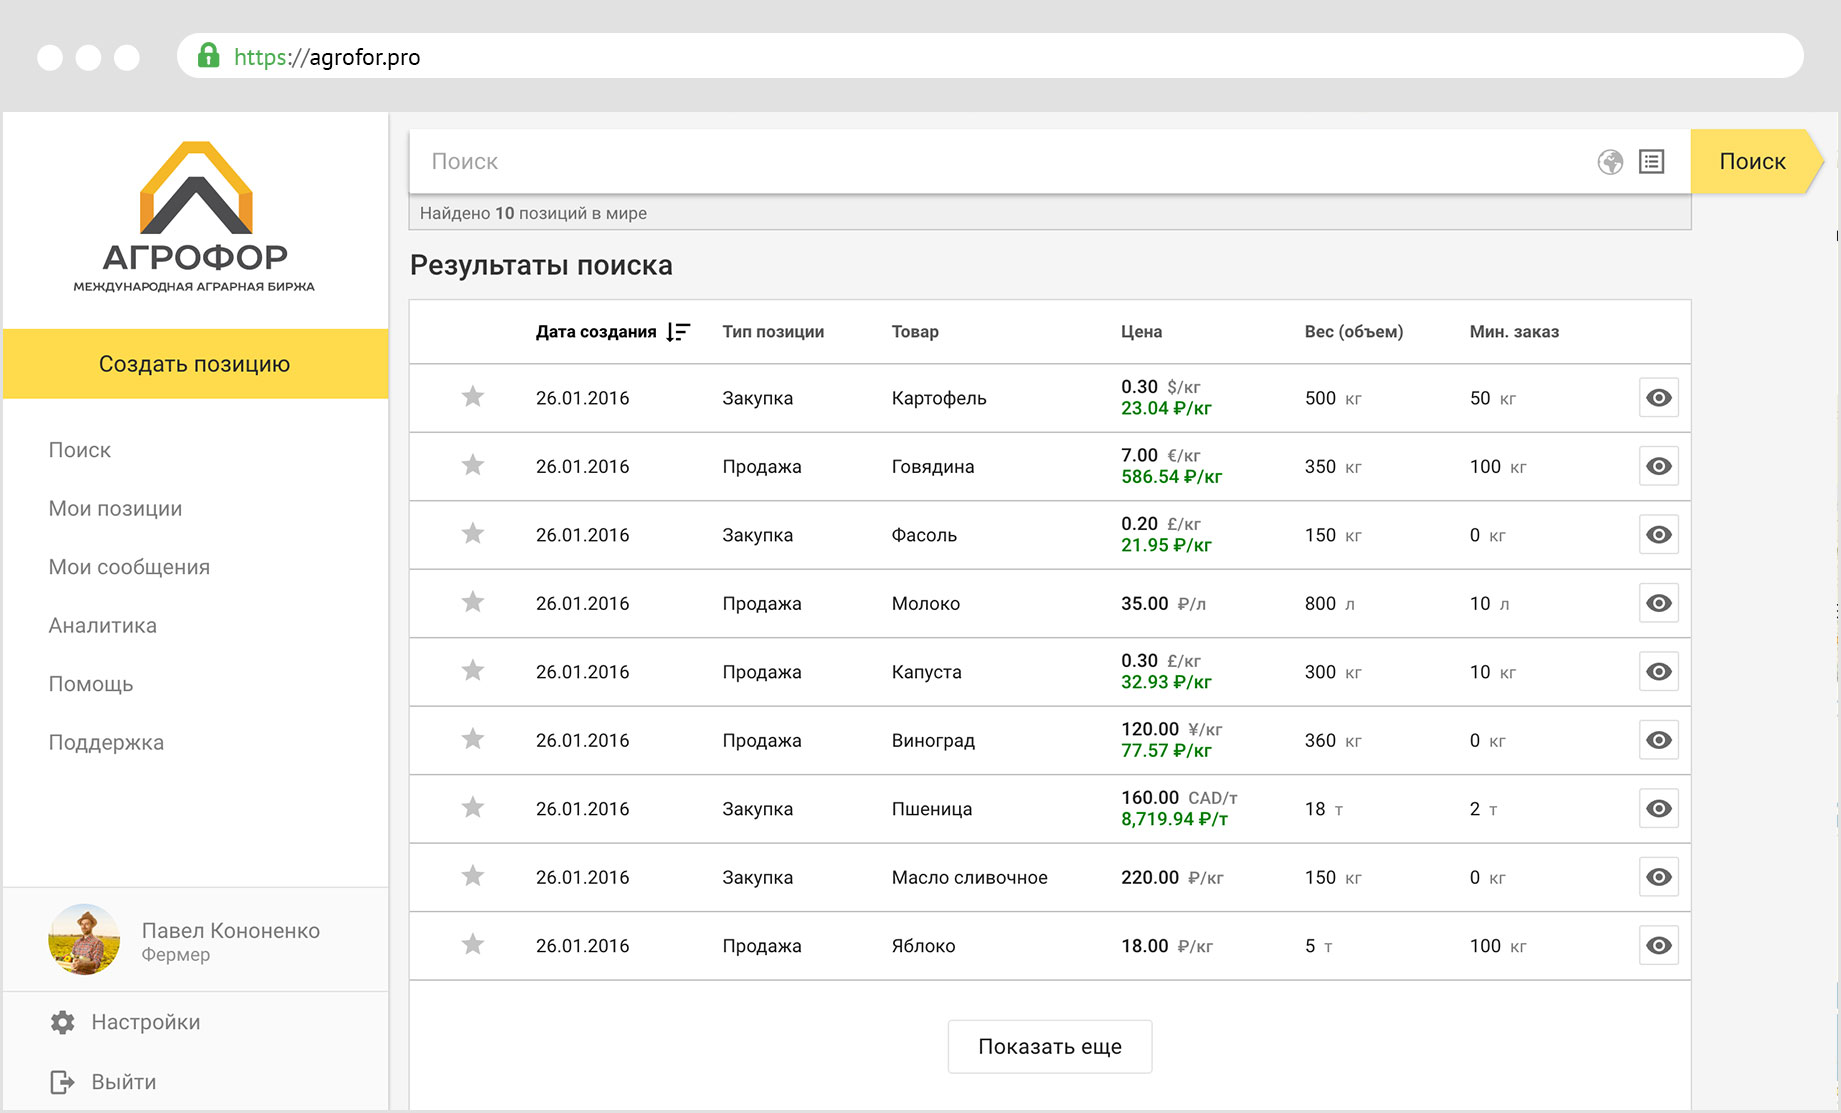 https://agrofor.pro
АГРОФОР
МЕЖДУНАРОДНАЯ АГРАРНАЯ БИРЖА
Создать позицию
Поиск
Мои позиции
Мои сообщения
Аналитика
Помощь
Поддержка
Павел Кононенко
Фермер
Настройки
Выйти
Поиск Поиск
Найдено 10 позиций в мире
Результаты поиска
Дата создания Тип позиции Товар Цена Вес (объем) Мин. заказ
26.01.2016 Закупка Картофель 0.30 $/кг 500 кг 50 кг
23.04 ₽/кг
26.01.2016 Продажа Говядина 7.00 €/кг 350 кг 100 кг
586.54 ₽/кг
26.01.2016 Закупка Фасоль 0.20 £/кг 150 кг 0 кг
21.95 ₽/кг
26.01.2016 Продажа Молоко 35.00 ₽/л 800 л 10 л
26.01.2016 Продажа Капуста 0.30 £/кг 300 кг 10 кг
32.93 ₽/кг
26.01.2016 Продажа Виноград 120.00 ¥/кг 360 кг 0 кг
77.57 ₽/кг
26.01.2016 Закупка Пшеница 160.00 CAD/т 18 т 2 т
8,719.94 ₽/т
26.01.2016 Закупка Масло сливочное 220.00 ₽/кг 150 кг 0 кг
26.01.2016 Продажа Яблоко 18.00 ₽/кг 5 т 100 кг
Показать еще